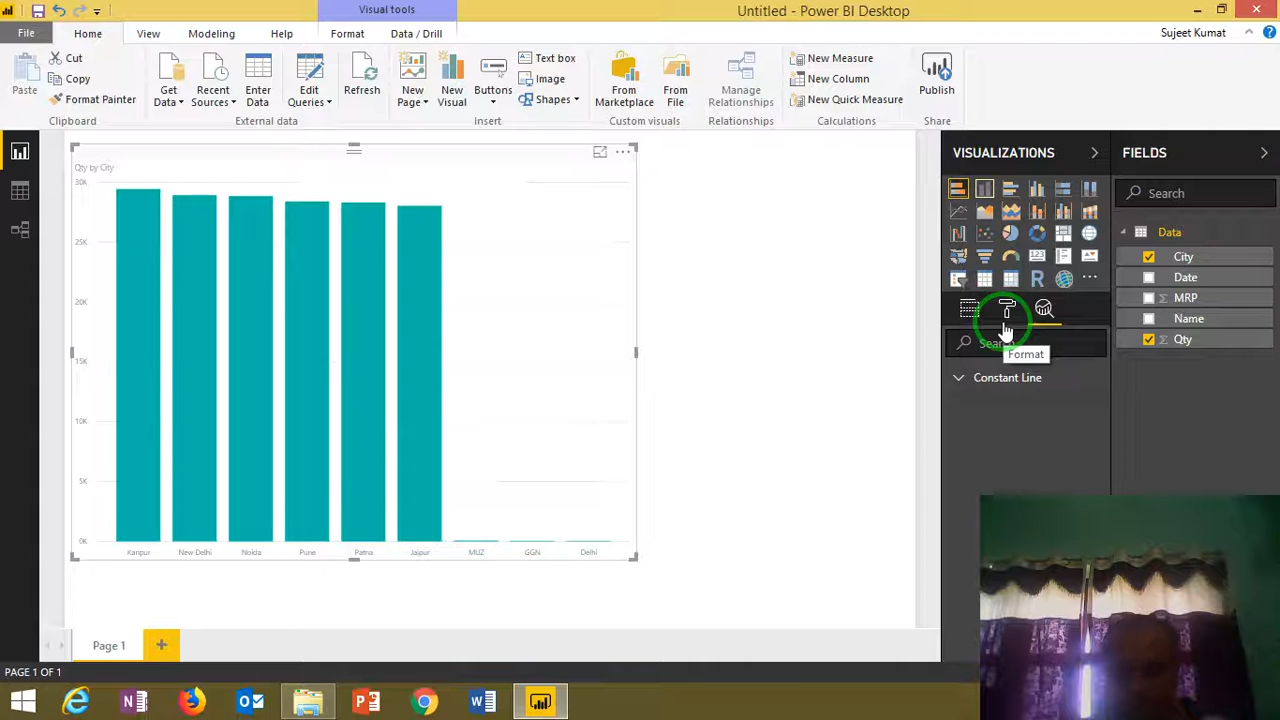 Visual tools
Untitled - Power BI Desktop
File
Home
View
Modeling
Help
Format
Data / Drill
Sujeet Kumat
Paste
Cut
Copy
Format Painter
Clipboard
Get
Data
Recent
Sources
Enter
Data
External data
Edit
Queries
Refresh
New
Page
New
Visual
Buttons
Text box
Image
Shapes
Insert
From
Marketplace
From
File
Custom visuals
Manage
Relationships
Relationships
New Measure
New Column
New Quick Measure
Calculations
Publish
Share
Qty by City
30K
25K
20K
15K
10K
5K
0K
Kanpur
New Delhi
Noida
Pune
Patna
Jaipur
MUZ
GGN
Delhi
VISUALIZATIONS
123
R
Search
Format
Constant Line
FIELDS
Search
Data
City
Date
Σ MRP
Name
Σ Qty
Page 1
PAGE 1 OF 1